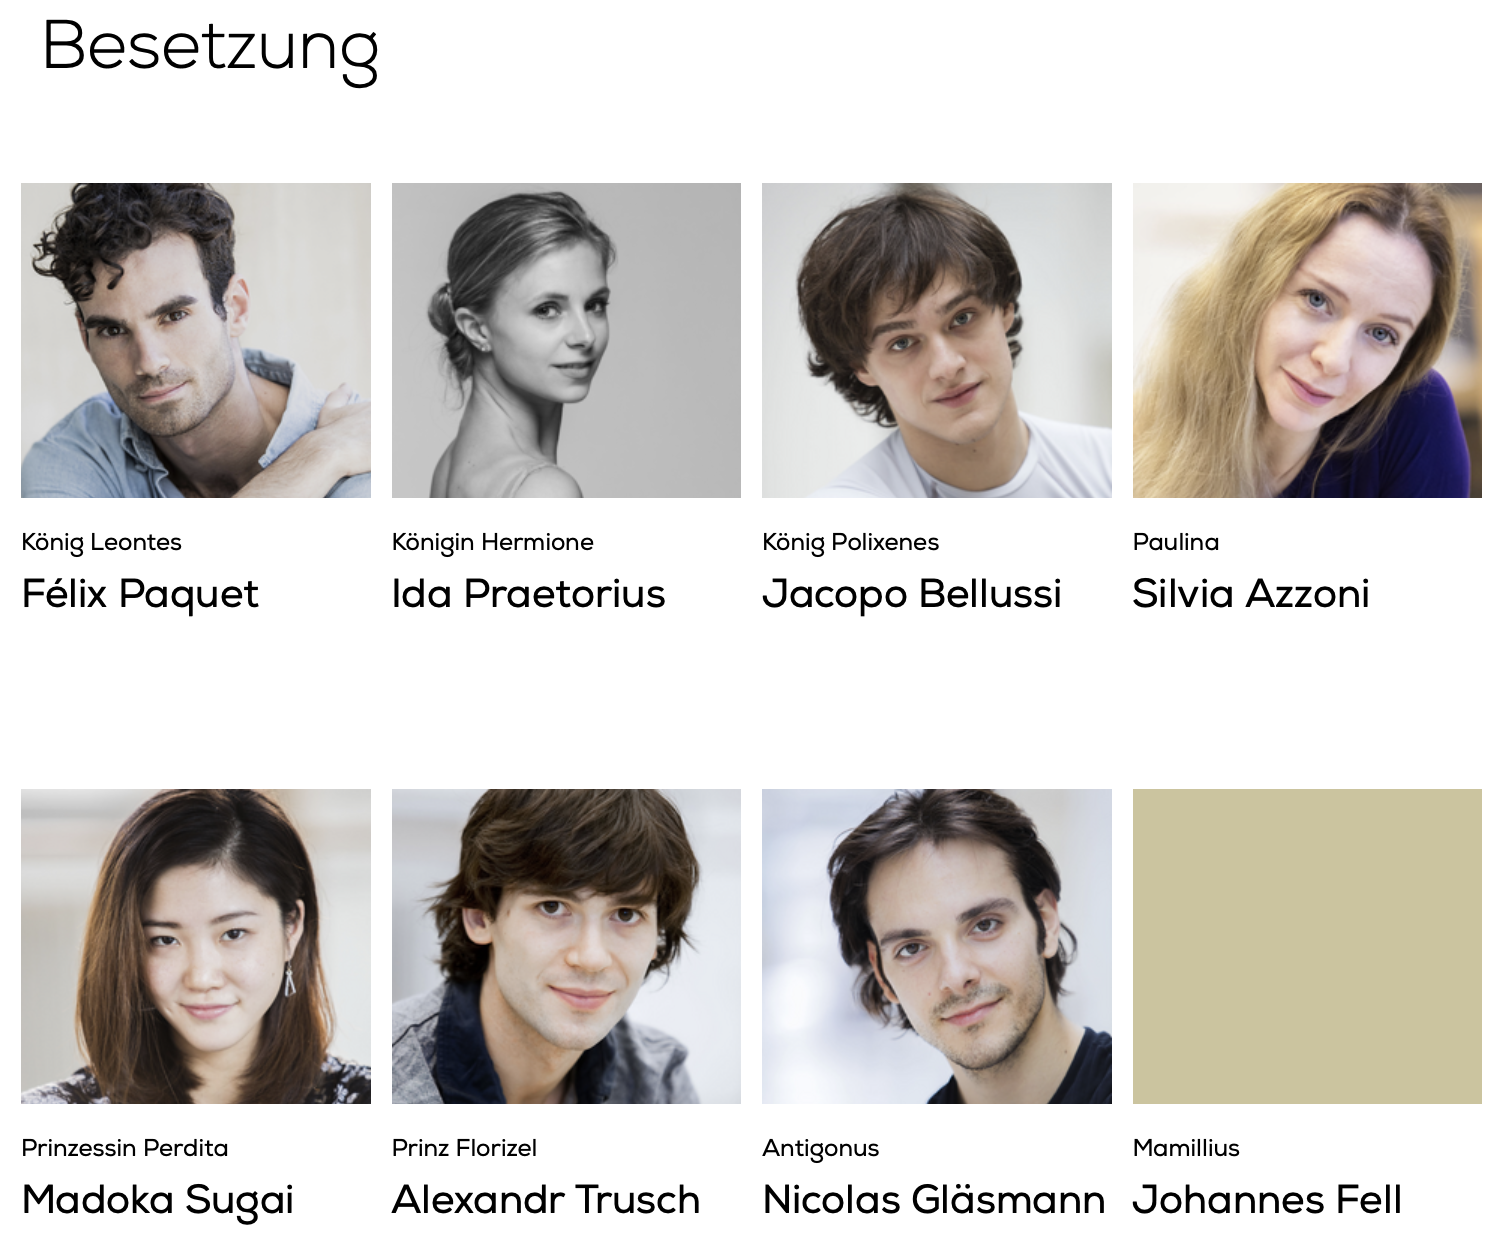 Besetzung
König Leontes
Félix Paquet
Königin Hermione
Ida Praetorius
König Polixenes
Jacopo Bellussi
Paulina
Silvia Azzoni
Prinzessin Perdita
Madoka Sugai
Prinz Florizel
Alexandr Trusch
Antigonus
Nicolas Gläsmann
Mamillius
Johannes Fell